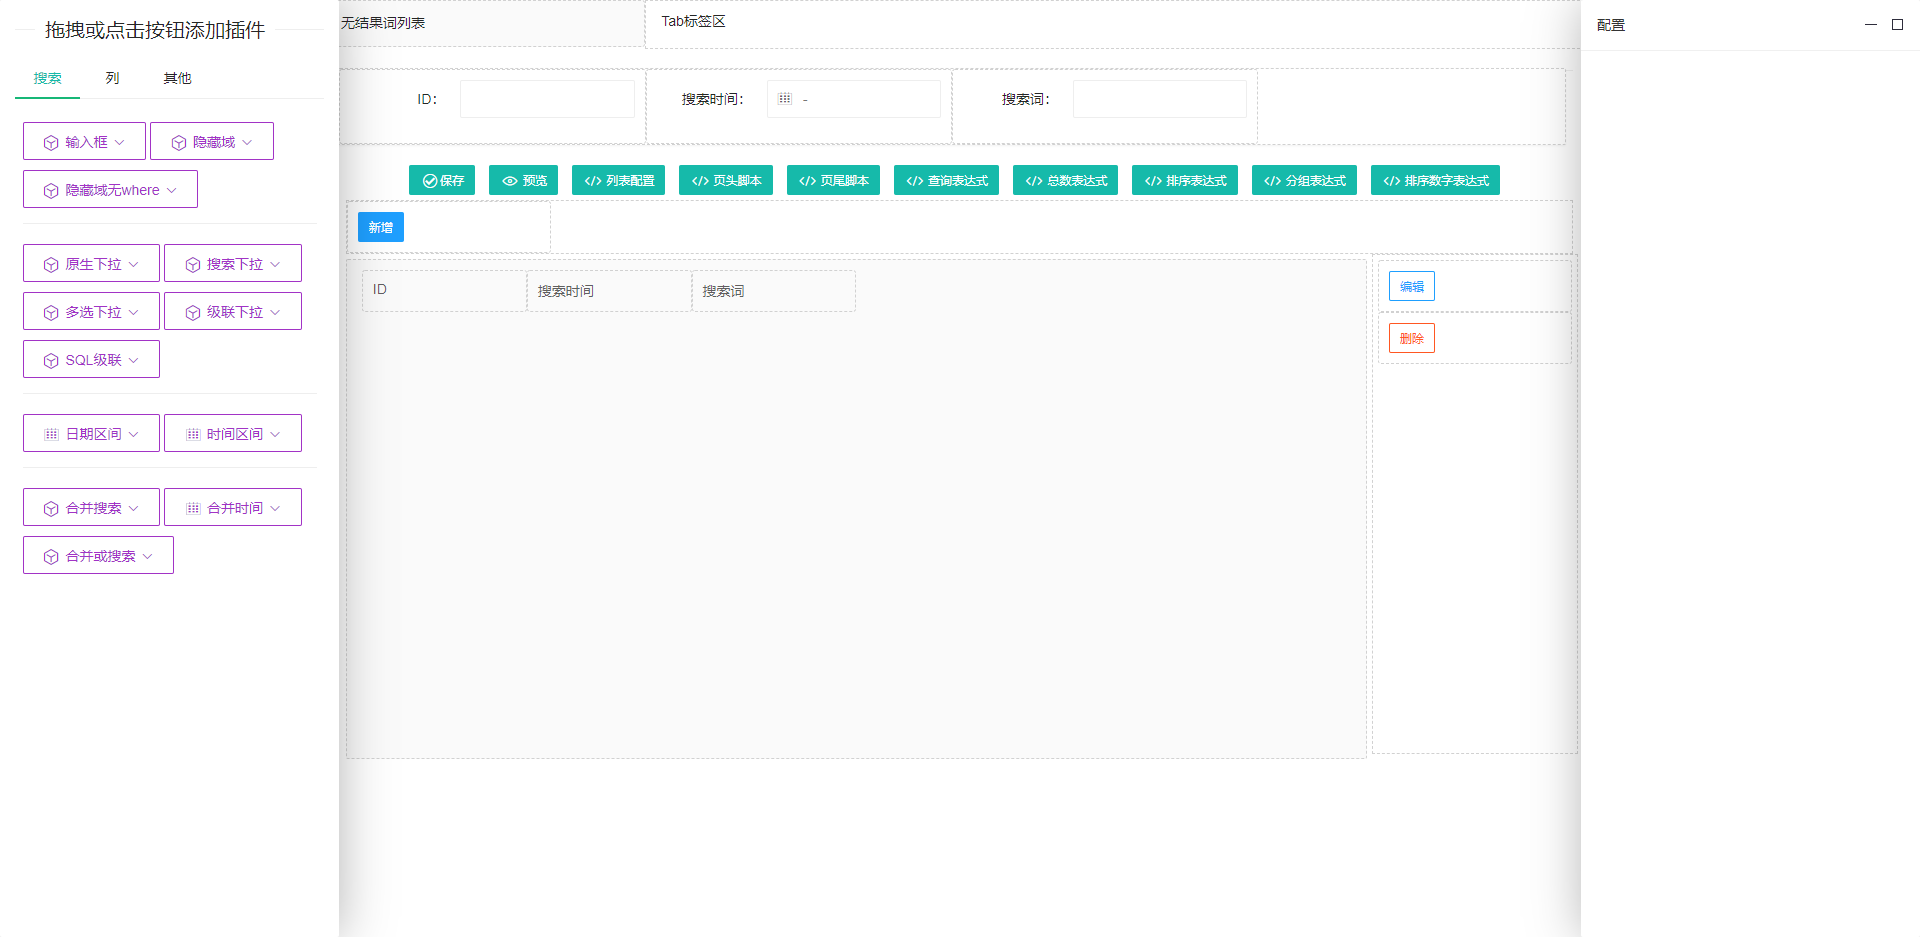 拖拽或点击按钮添加插件
搜索 列 其他
输入框 隐藏域
隐藏域无where
原生下拉 搜索下拉
多选下拉 级联下拉
SQL级联
日期区间 时间区间
合并搜索 合并时间
合并或搜索
无结果词列表 Tab标签区
ID： 搜索时间： - 搜索词：
保存 预览 列表配置 页头脚本 页尾脚本 查询表达式 总数表达式 排序表达式 分组表达式 排序数字表达式
新增
ID 搜索时间 搜索词
编辑
删除
配置